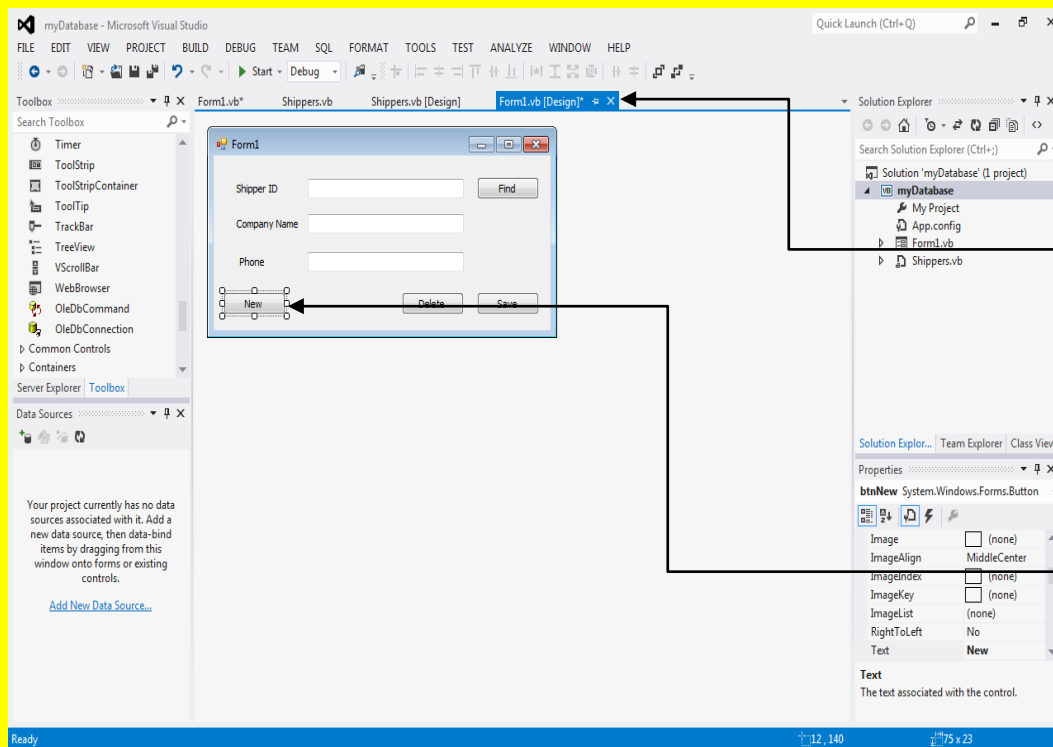 myDatabase - Microsoft Visual Studio
Quick Launch (Ctrl+Q)
FILE EDIT VIEW PROJECT BUILD DEBUG TEAM SQL FORMAT TOOLS TEST ANALYZE WINDOW HELP
Start Debug
Toolbox
Search Toolbox
Timer
ToolStrip
ToolStripContainer
ToolTip
TrackBar
TreeView
VScrollBar
WebBrowser
OleDbCommand
OleDbConnection
Common Controls
Containers
Server Explorer Toolbox
Data Sources
Your project currently has no data
sources associated with it. Add a
new data source, then data-bind
items by dragging from this
window onto forms or existing
controls.
Add New Data Source...
Form1.vb* Shippers.vb Shippers.vb [Design] Form1.vb [Design]*
Form1
Shipper ID Find
Company Name
Phone
New Delete Save
Solution Explorer
Search Solution Explorer (Ctrl+;)
Solution 'myDatabase' (1 project)
VB myDatabase
My Project
App.config
Form1.vb
Shippers.vb
Solution Explor... Team Explorer Class View
Properties
btnNew System.Windows.Forms.Button
Image (none)
ImageAlign MiddleCenter
ImageIndex (none)
ImageKey (none)
ImageList (none)
RightToLeft No
Text New
Text
The text associated with the control.
Ready 12 , 140 75 x 23